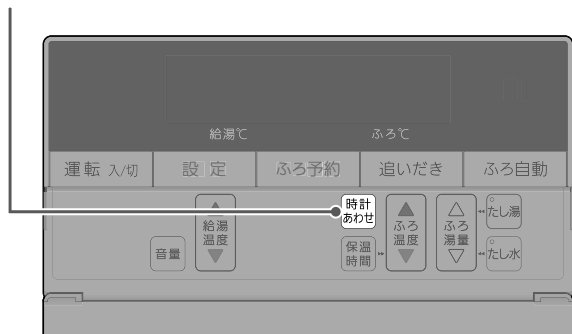 給湯℃
ふろ℃
運転 入/切
設 定
ふろ予約
追いだき
ふろ自動
音量
給湯
温度
時計
あわせ
保温
時間
ふろ
温度
ふろ
湯量
たし湯
たし水